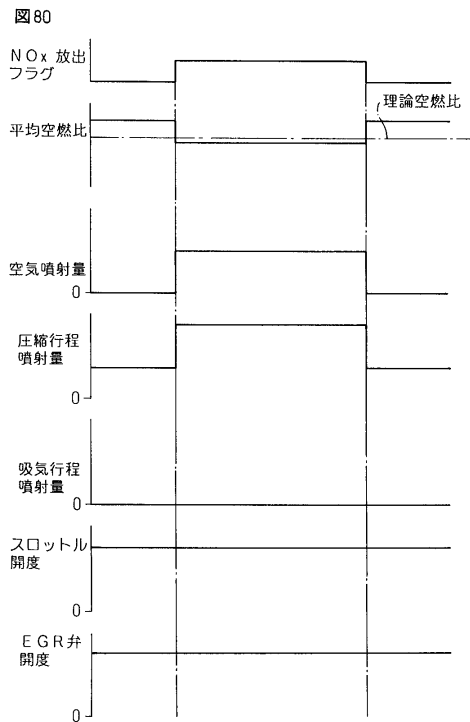 図80
NOx 放出
フラグ
理論空燃比
平均空燃比
空気噴射量
0
圧縮行程
噴射量
0
吸気行程
噴射量
0
スロットル
開度
0
EGR弁
開度
0